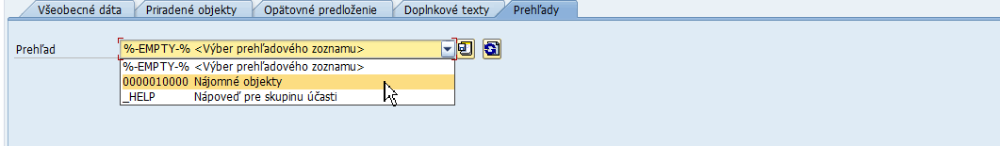 Všeobecné dáta Priradené objekty Opätovné predloženie Doplnkové texty Prehľady
Prehľad %-EMPTY-% <Výber prehľadového zoznamu>
%-EMPTY-% <Výber prehľadového zoznamu>
0000010000 Nájomné objekty
_HELP Nápoveď pre skupinu účasti